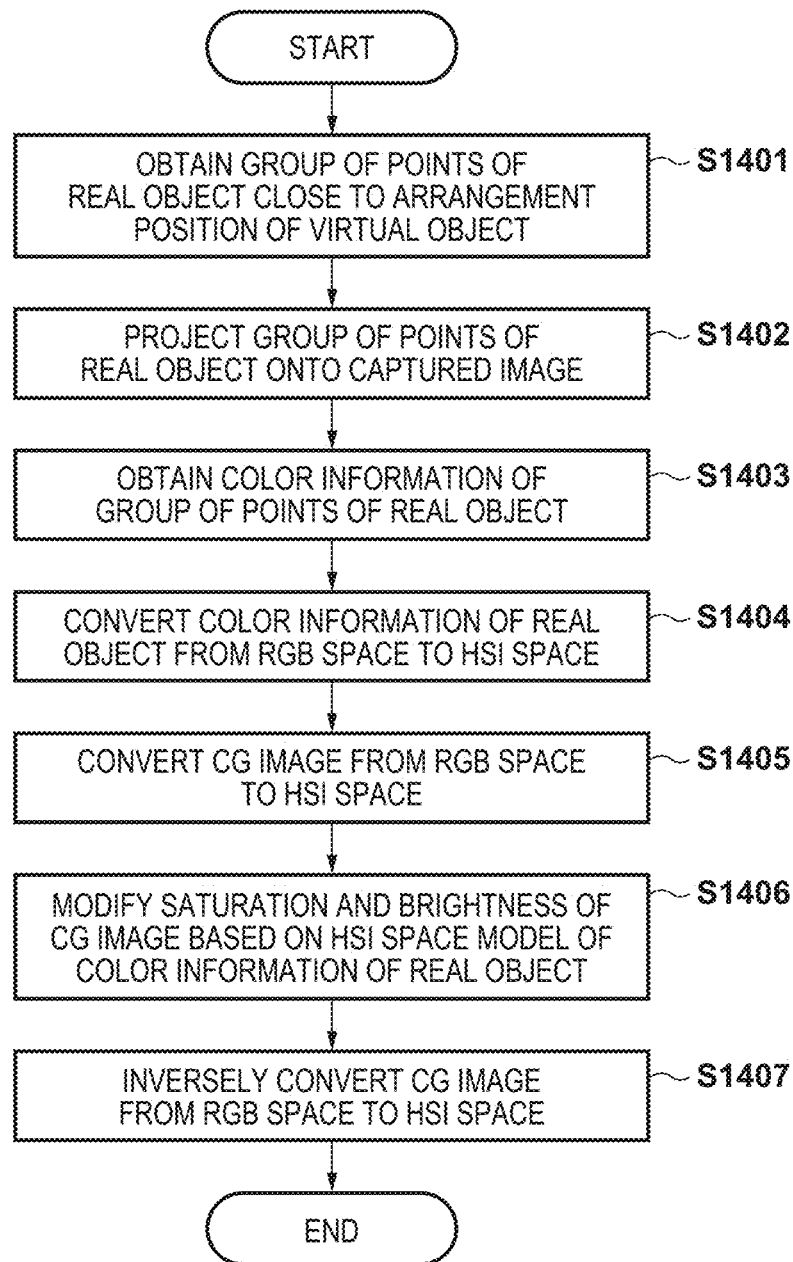 START
OBTAIN GROUP OF POINTS OF
REAL OBJECT CLOSE TO ARRANGEMENT
POSITION OF VIRTUAL OBJECT
S1401
PROJECT GROUP OF POINTS OF
REAL OBJECT ONTO CAPTURED IMAGE
S1402
OBTAIN COLOR INFORMATION OF
GROUP OF POINTS OF REAL OBJECT
S1403
CONVERT COLOR INFORMATION OF REAL
OBJECT FROM RGB SPACE TO HSI SPACE
S1404
CONVERT CG IMAGE FROM RGB SPACE
TO HSI SPACE
S1405
MODIFY SATURATION AND BRIGHTNESS OF
CG IMAGE BASED ON HSI SPACE MODEL OF
COLOR INFORMATION OF REAL OBJECT
S1406
INVERSELY CONVERT CG IMAGE
FROM RGB SPACE TO HSI SPACE
S1407
END